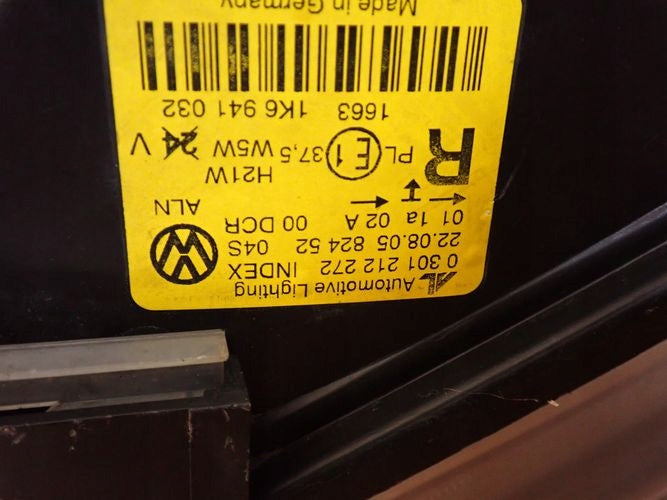 AL Automotive Lighting
0 301 212 272 INDEX
22.08.05 824 52 04S
01 1a 02 A 00 DCR
ALN
H21W
R PL E1 37,5 W5W 24 V
1663 1K6 941 032
Made in Germany